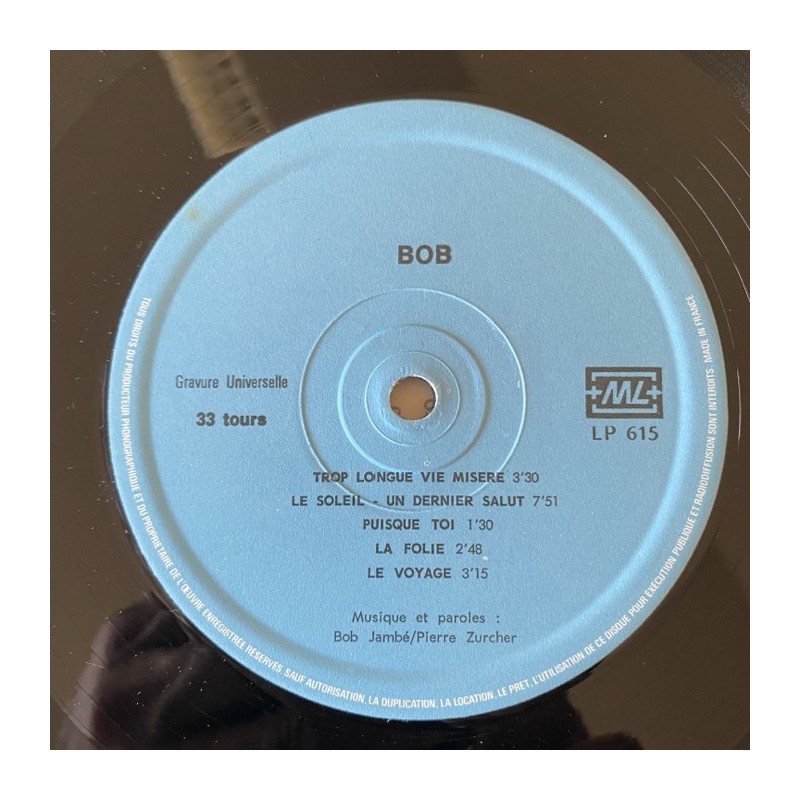 BOB
Gravure Universelle
33 tours
+ML+
LP 615
TROP LONGUE VIE MISERE 3'30
LE SOLEIL - UN DERNIER SALUT 7'51
PUISQUE TOI 1'30
LA FOLIE 2'48
LE VOYAGE 3'15
Musique et paroles :
Bob Jambé/Pierre Zurcher
TOUS DROITS DU PRODUCTEUR PHONOGRAPHIQUE ET DU PROPRIETAIRE DE L'ŒUVRE ENREGISTREE RESERVES. SAUF AUTORISATION, LA DUPLICATION, LA LOCATION, LE PRET, L'UTILISATION DE CE DISQUE POUR EXECUTION PUBLIQUE ET RADIODIFFUSION SONT INTERDITS. MADE IN FRANCE